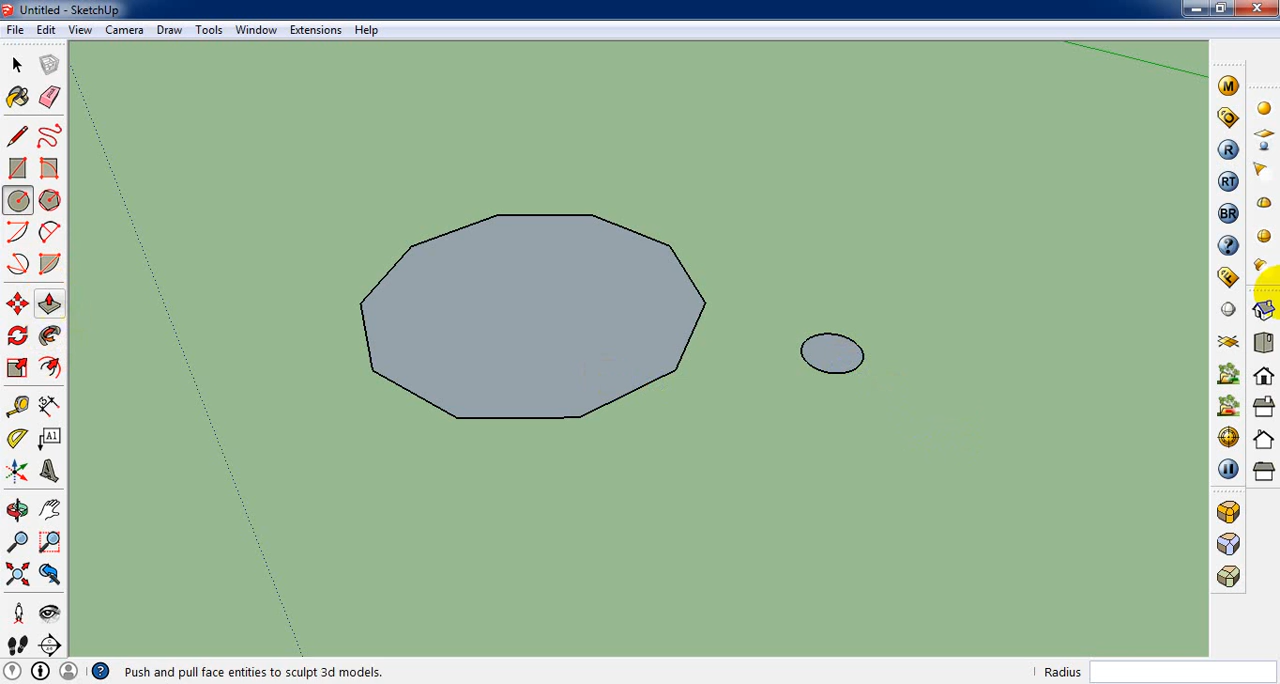 Untitled - SketchUp
File Edit View Camera Draw Tools Window Extensions Help
M
R
RT
BR
?
F
A1
? Push and pull face entities to sculpt 3d models. Radius